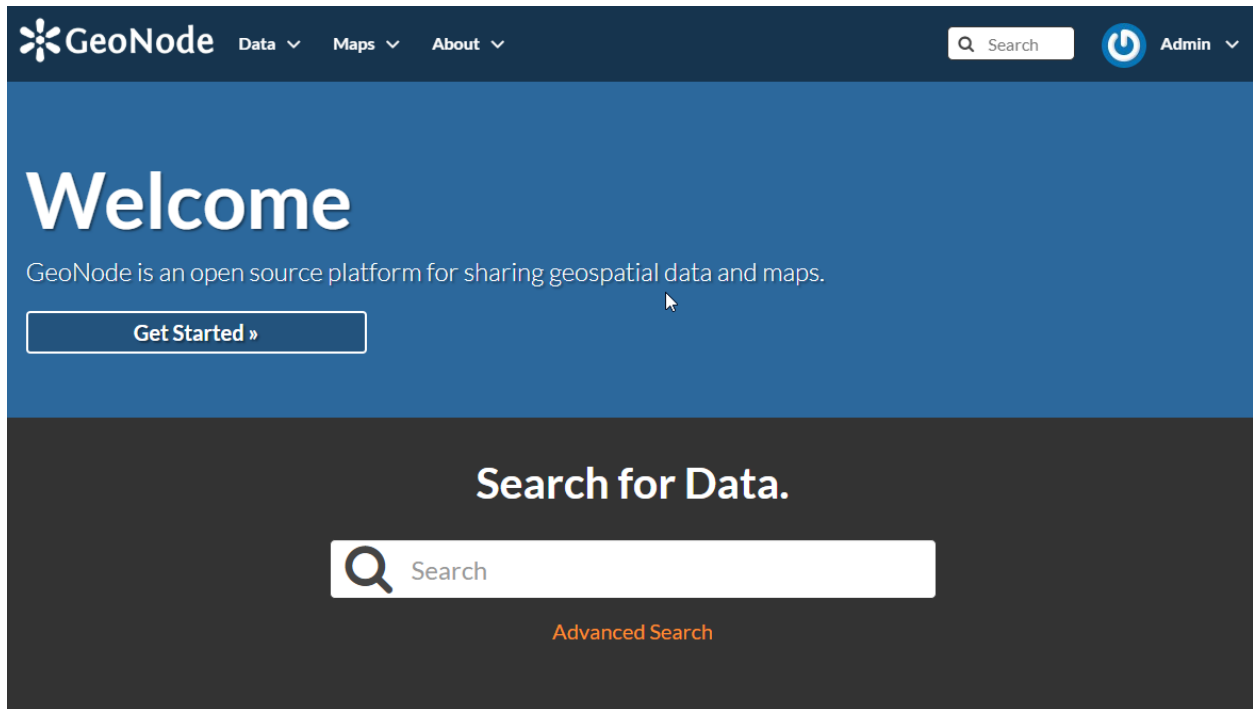 GeoNode Data Maps About Search Admin
Welcome
GeoNode is an open source platform for sharing geospatial data and maps.
Get Started »
Search for Data.
Search
Advanced Search